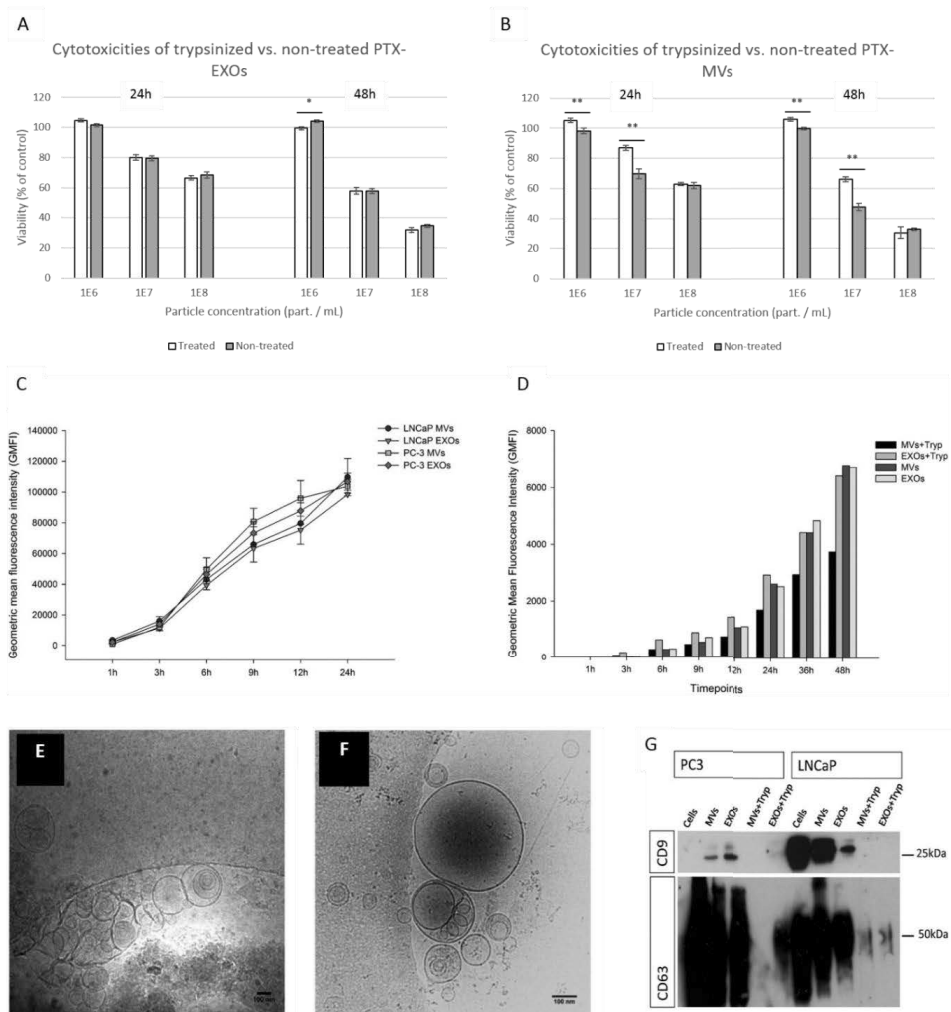 A
Cytotoxicities of trypsinized vs. non-treated PTX-
EXOs
24h
48h
*
120
100
80
60
40
20
0
Viability (% of control)
1E6
1E7
1E8
1E6
1E7
1E8
Particle concentration (part. / mL)
Treated
Non-treated
B
Cytotoxicities of trypsinized vs. non-treated PTX-
MVs
24h
48h
**
**
**
**
120
100
80
60
40
20
0
Viability (% of control)
1E6
1E7
1E8
1E6
1E7
1E8
Particle concentration (part. / mL)
Treated
Non-treated
C
140000
120000
100000
80000
60000
40000
20000
0
Geometric mean fluorescence intensity (GMFI)
LNCaP MVs
LNCaP EXOs
PC-3 MVs
PC-3 EXOs
1h
3h
6h
9h
12h
24h
D
8000
6000
4000
2000
0
Geometric Mean Fluorescence Intensity (GMFI)
MVs+Tryp
EXOs+Tryp
MVs
EXOs
1h
3h
6h
9h
12h
24h
36h
48h
Timepoints
E
100 nm
F
100 nm
G
PC3
LNCaP
Cells
MVs
EXOs
MVs+Tryp
EXOs+Tryp
Cells
MVs
EXOs
MVs+Tryp
EXOs+Tryp
CD9
25kDa
CD63
50kDa